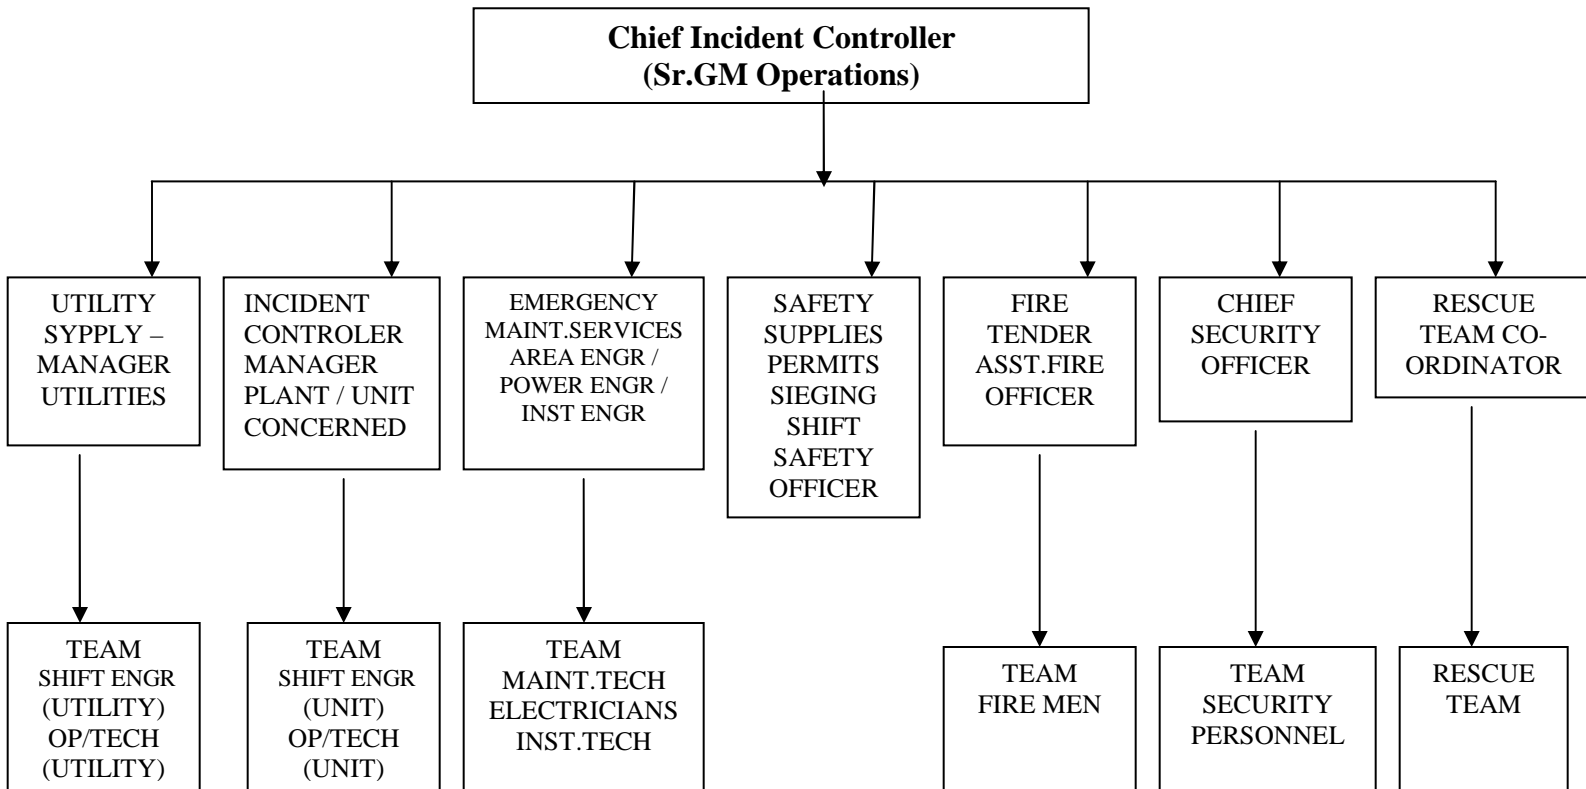 Chief Incident Controller
(Sr.GM Operations)
UTILITY
SYPPLY –
MANAGER
UTILITIES
INCIDENT
CONTROLER
MANAGER
PLANT / UNIT
CONCERNED
EMERGENCY
MAINT.SERVICES
AREA ENGR /
POWER ENGR /
INST ENGR
SAFETY
SUPPLIES
PERMITS
SIEGING
SHIFT
SAFETY
OFFICER
FIRE
TENDER
ASST.FIRE
OFFICER
CHIEF
SECURITY
OFFICER
RESCUE
TEAM CO-
ORDINATOR
TEAM
SHIFT ENGR
(UTILITY)
OP/TECH
(UTILITY)
TEAM
SHIFT ENGR
(UNIT)
OP/TECH
(UNIT)
TEAM
MAINT.TECH
ELECTRICIANS
INST.TECH
TEAM
FIRE MEN
TEAM
SECURITY
PERSONNEL
RESCUE
TEAM